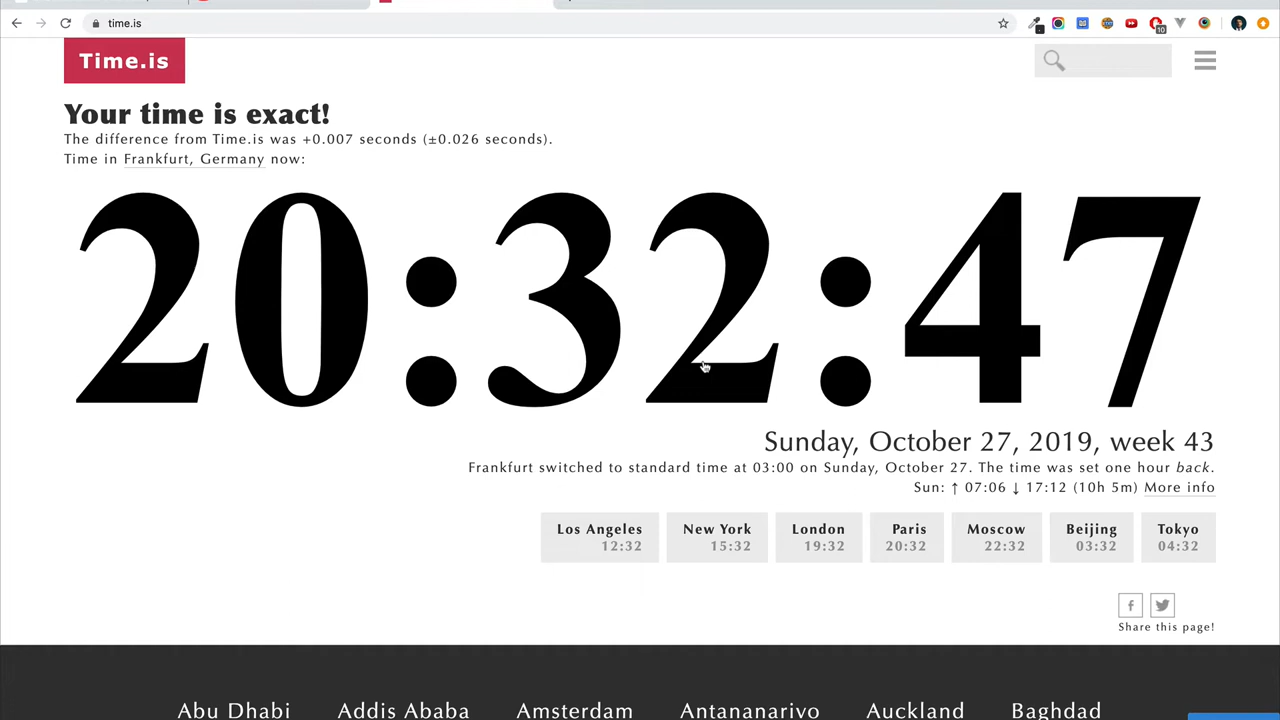 time.is
10
Time.is
Your time is exact!
The difference from Time.is was +0.007 seconds (±0.026 seconds).
Time in Frankfurt, Germany now:
20:32:47
Sunday, October 27, 2019, week 43
Frankfurt switched to standard time at 03:00 on Sunday, October 27. The time was set one hour back.
Sun: ↑ 07:06 ↓ 17:12 (10h 5m) More info
Los Angeles New York London Paris Moscow Beijing Tokyo
12:32 15:32 19:32 20:32 22:32 03:32 04:32
Share this page!
Abu Dhabi Addis Ababa Amsterdam Antananarivo Auckland Baghdad